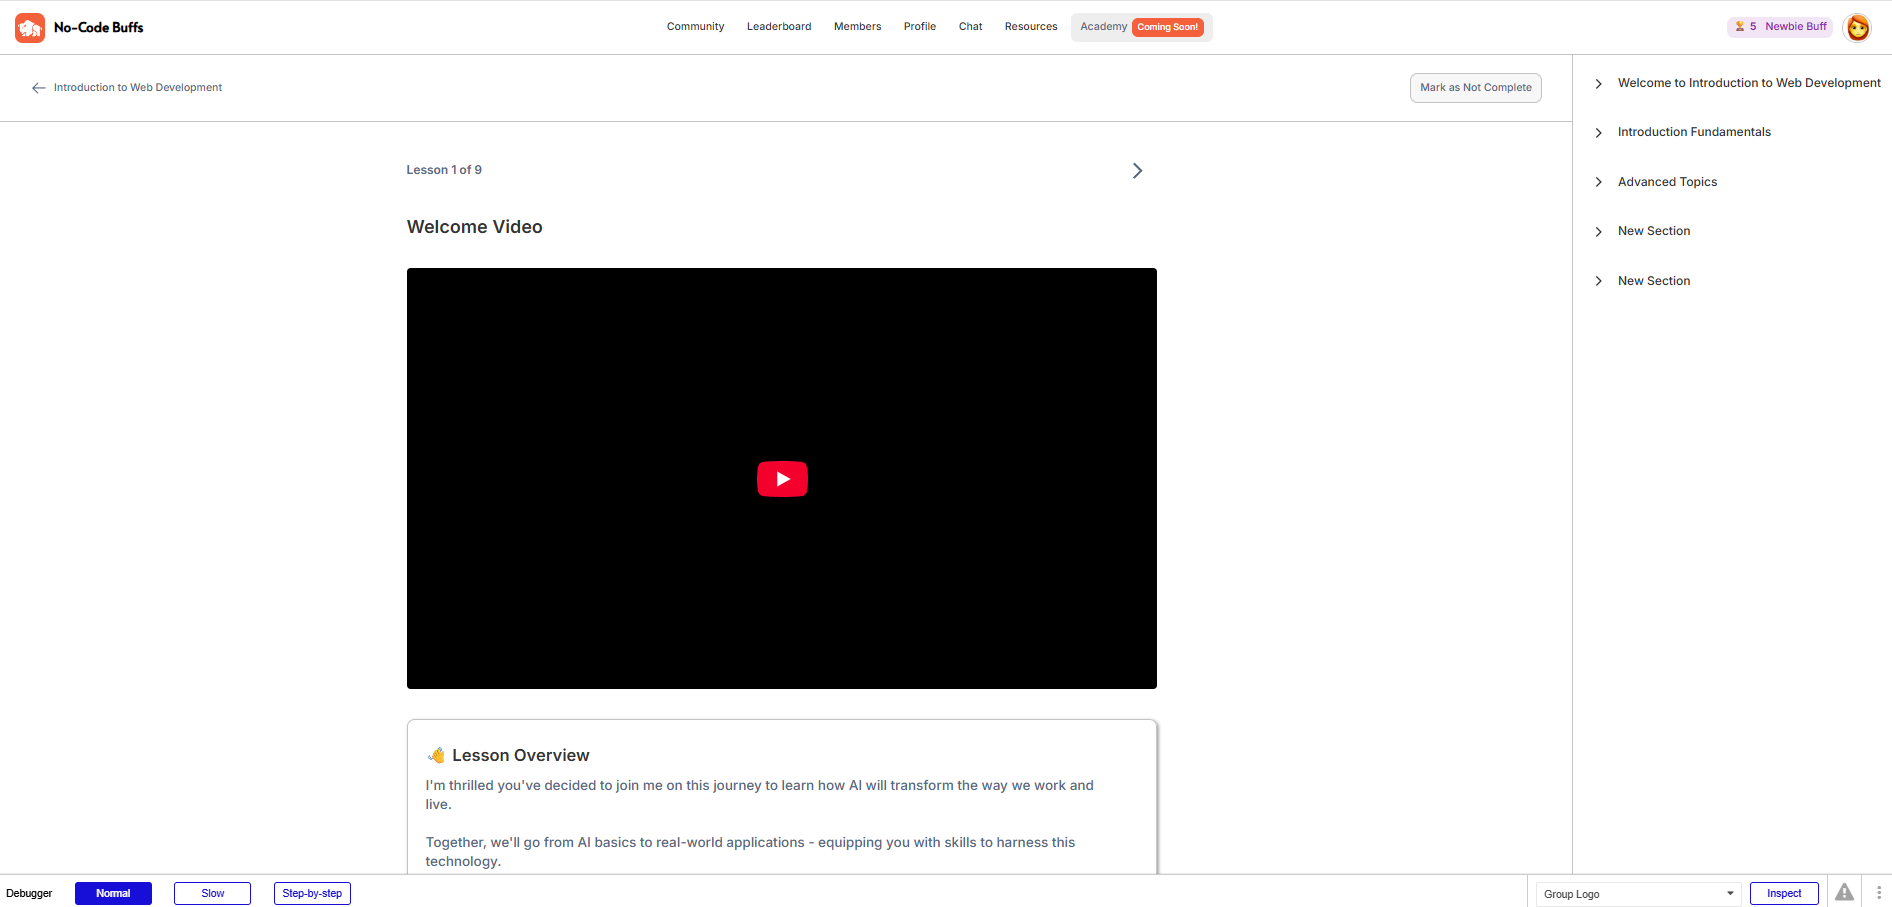 No-Code Buffs
Community Leaderboard Members Profile Chat Resources Academy Coming Soon!
5 Newbie Buff
Introduction to Web Development
Mark as Not Complete
Lesson 1 of 9
Welcome Video
Lesson Overview
I'm thrilled you've decided to join me on this journey to learn how AI will transform the way we work and
live.
Together, we'll go from AI basics to real-world applications - equipping you with skills to harness this
technology.
Welcome to Introduction to Web Development
Introduction Fundamentals
Advanced Topics
New Section
New Section
Debugger Normal Slow Step-by-step
Group Logo Inspect